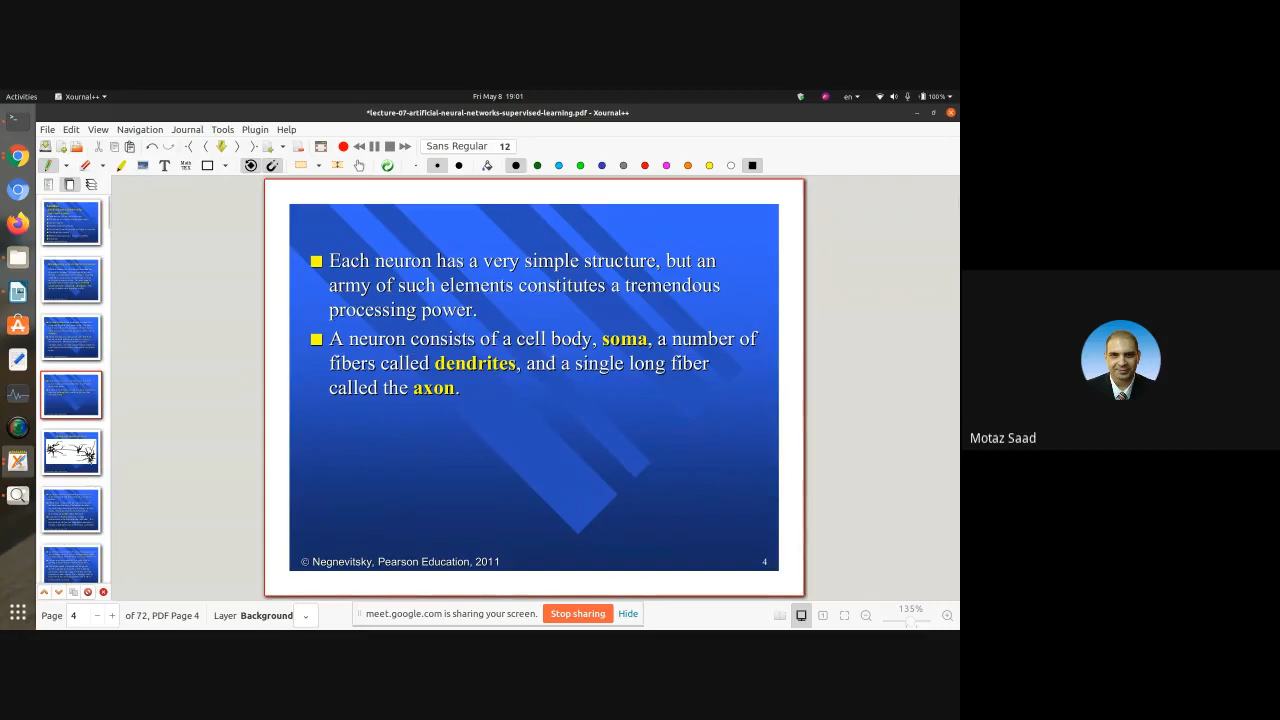 Activities
Xournal++
Fri May 8 19:01
en
100%
*lecture-07-artificial-neural-networks-supervised-learning.pdf - Xournal++
File Edit View Navigation Journal Tools Plugin Help
Sans Regular 12
Each neuron has a very simple structure, but an
army of such elements constitutes a tremendous
processing power.
A neuron consists of a cell body, soma, a number of
fibers called dendrites, and a single long fiber
called the axon.
© Negnevitsky, Pearson Education, 2011
4
Motaz Saad
Page 4 of 72, PDF Page 4 Layer Background
meet.google.com is sharing your screen. Stop sharing Hide
135%